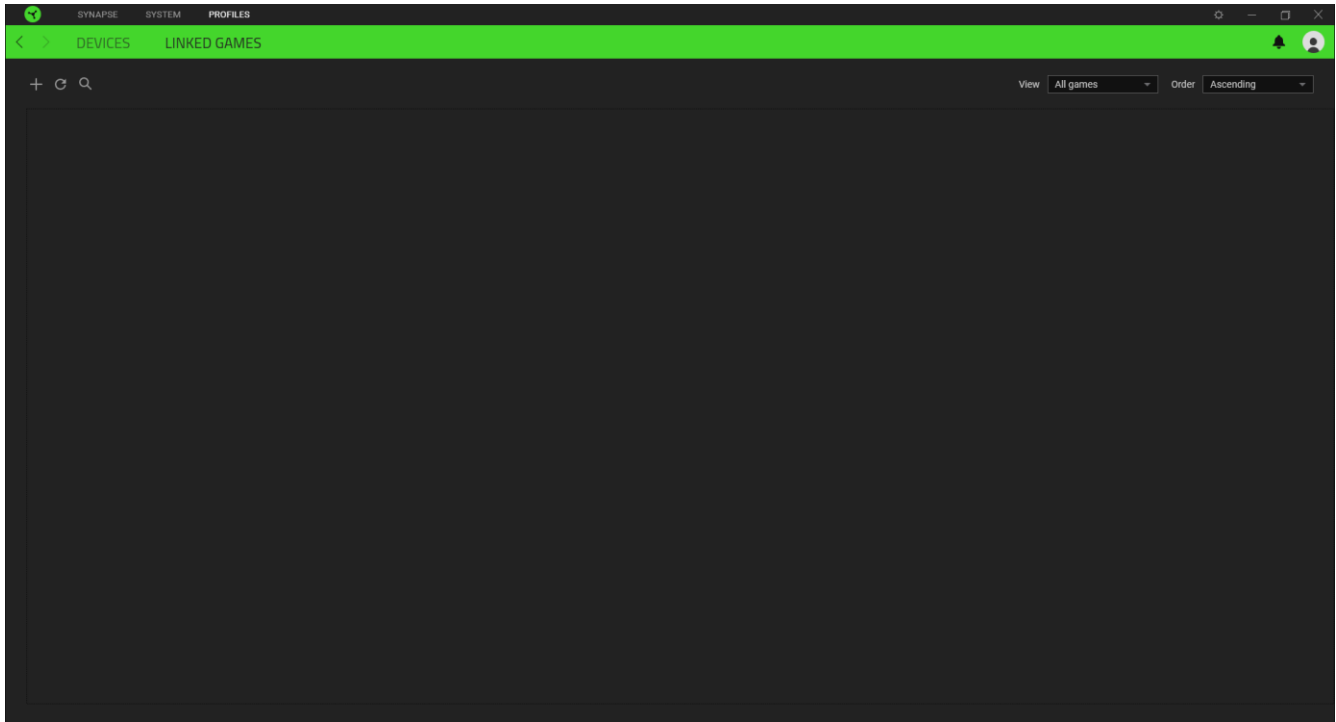 SYNAPSE SYSTEM PROFILES
DEVICES LINKED GAMES
View All games Order Ascending